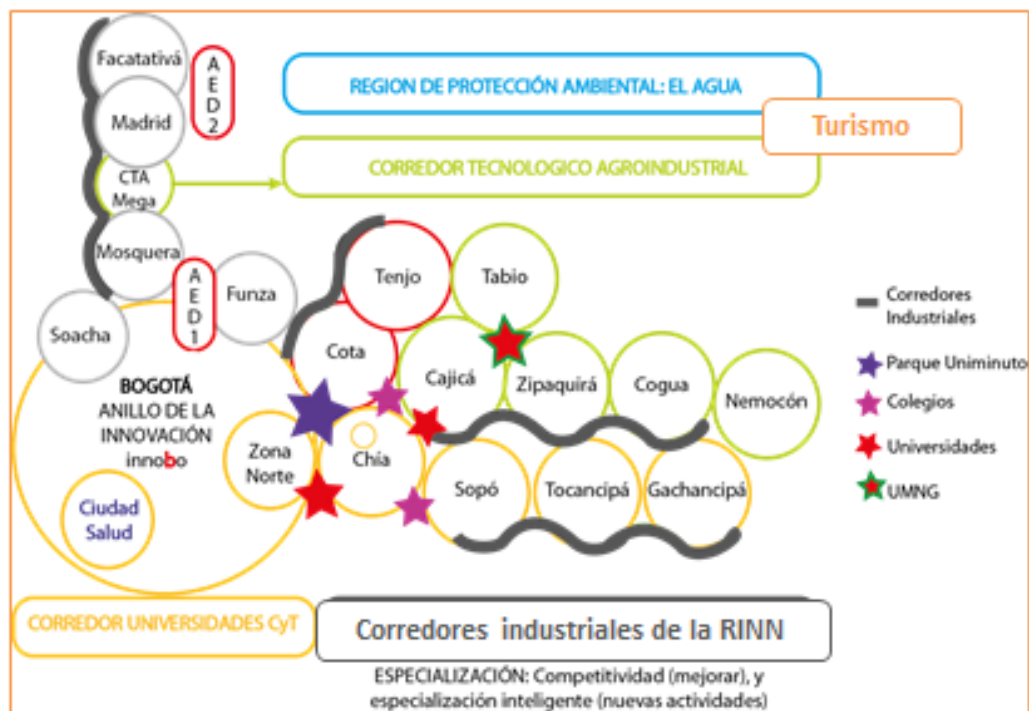 Facatativá
AED2
REGION DE PROTECCIÓN AMBIENTAL: EL AGUA
Turismo
Madrid
CORREDOR TECNOLOGICO AGROINDUSTRIAL
CTA
Mega
Mosquera
AED1
Funza
Tenjo
Tabio
Soacha
Corredores
Industriales
Cota
Cajicá
Zipaquirá
Cogua
Nemocón
Parque Uniminuto
Colegios
Universidades
UMNG
BOGOTÁ
ANILLO DE LA
INNOVACIÓN
innobo
Zona
Norte
Chía
Sopó
Tocancipá
Gachancipá
Ciudad
Salud
CORREDOR UNIVERSIDADES CyT
Corredores industriales de la RINN
ESPECIALIZACIÓN: Competitividad (mejorar), y
especialización inteligente (nuevas actividades)